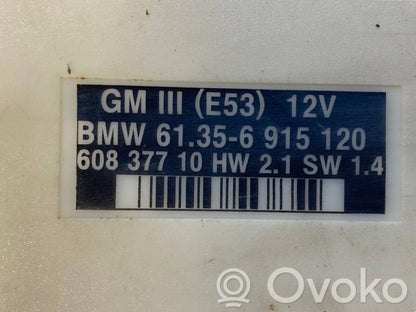 GM III (E53) 12V
BMW 61.35-6 915 120
608 377 10 HW 2.1 SW 1.4
Ovoko